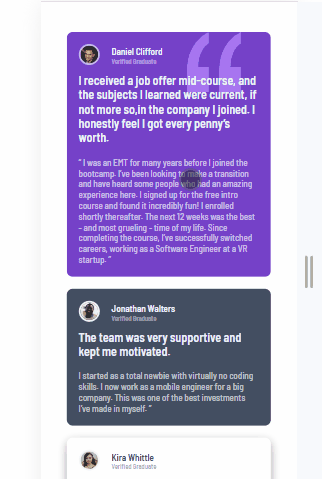 Daniel Clifford
Verified Graduate
I received a job offer mid-course, and
the subjects I learned were current, if
not more so,in the company I joined. I
honestly feel I got every penny's
worth.
" I was an EMT for many years before I joined the
bootcamp. I've been looking to make a transition
and have heard some people who had an amazing
experience here. I signed up for the free intro
course and found it incredibly fun! I enrolled
shortly thereafter. The next 12 weeks was the best
- and most grueling - time of my life. Since
completing the course, I've successfully switched
careers, working as a Software Engineer at a VR
startup. "
Jonathan Walters
Verified Graduate
The team was very supportive and
kept me motivated.
I started as a total newbie with virtually no coding
skills. I now work as a mobile engineer for a big
company. This was one of the best investments
I've made in myself. "
Kira Whittle
Verified Graduate